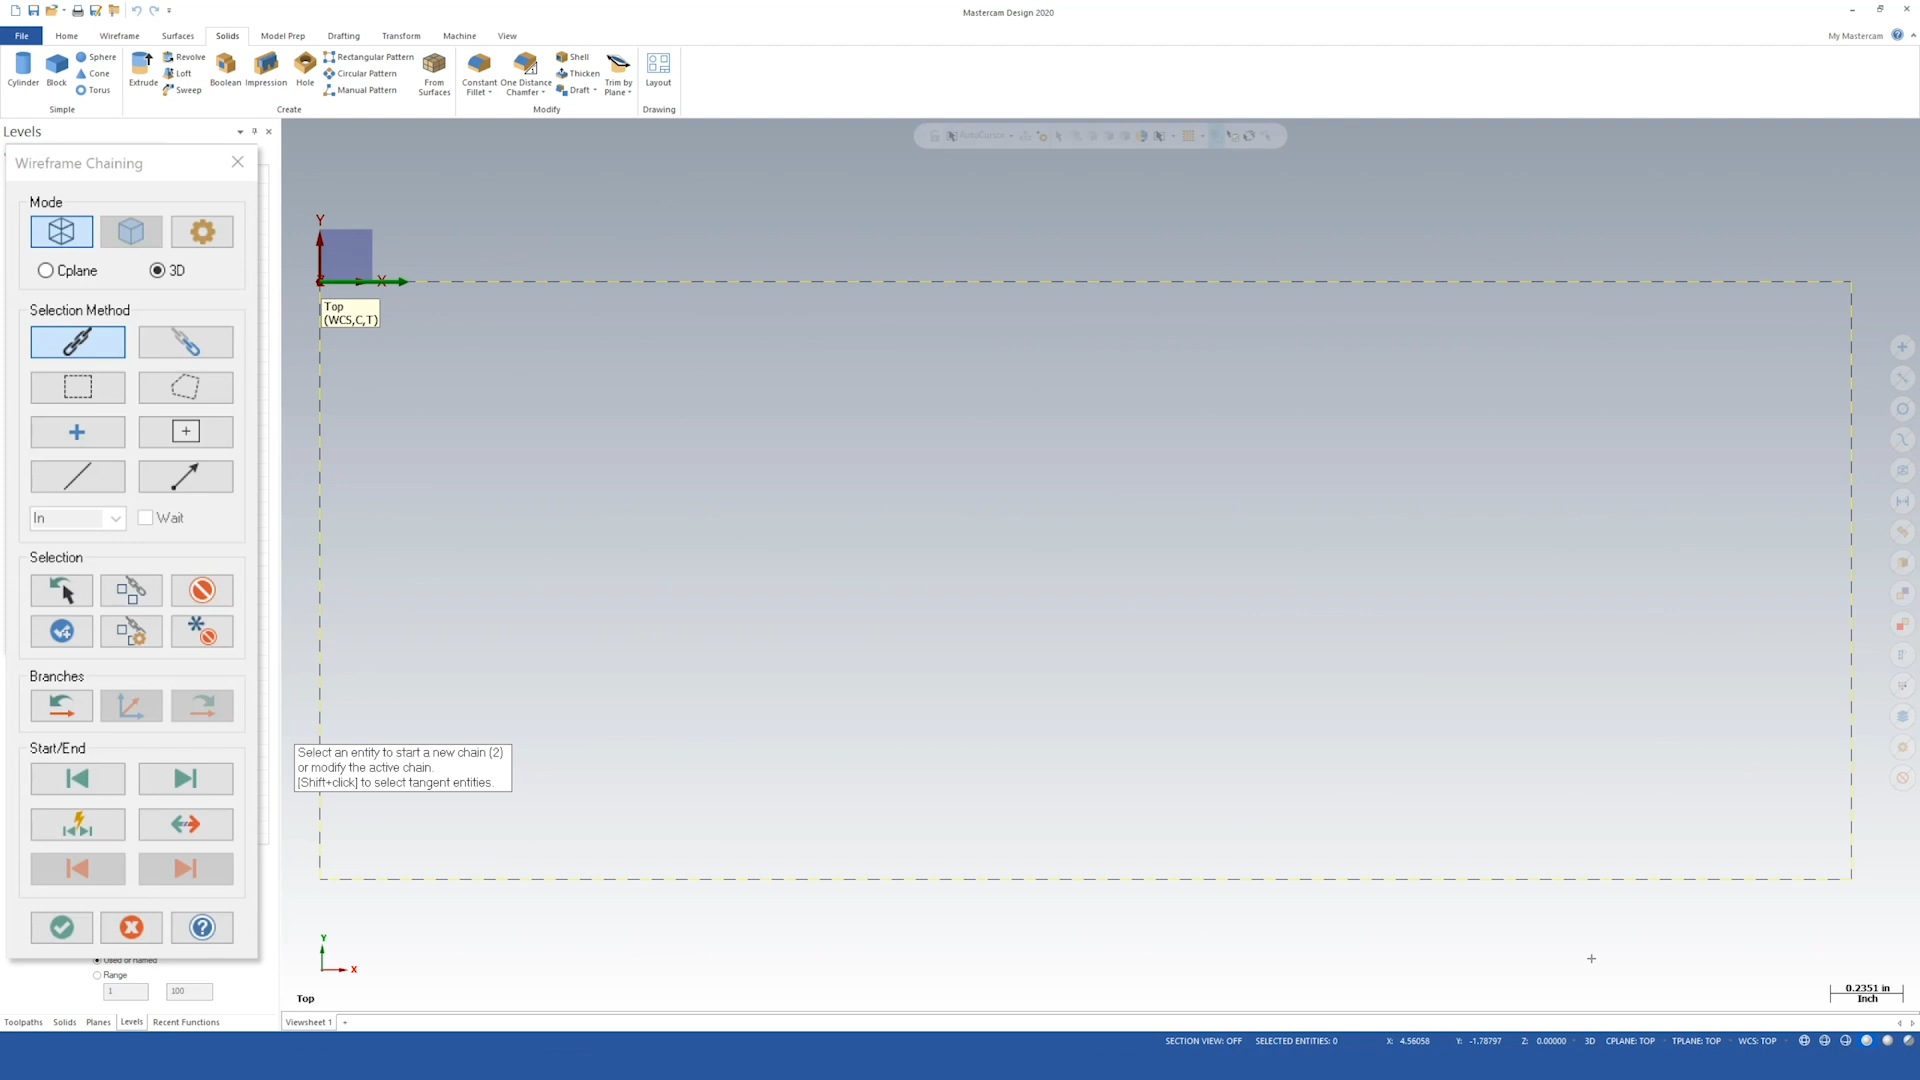 Mastercam Design 2020
File Home Wireframe Surfaces Solids Model Prep Drafting Transform Machine View
My Mastercam
Cylinder
Block
Sphere
Cone
Torus
Simple
Extrude
Revolve
Loft
Sweep
Boolean
Impression
Hole
Rectangular Pattern
Circular Pattern
Manual Pattern
From
Surfaces
Create
Constant
Fillet
One Distance
Chamfer
Shell
Thicken
Draft
Trim by
Plane
Modify
Layout
Drawing
Levels
AutoCursor
Wireframe Chaining
Mode
Cplane 3D
Selection Method
In Wait
Selection
Branches
Start/End
Used or named
Range
1 100
Toolpaths Solids Planes Levels Recent Functions
Y
X
Top
(WCS,C,T)
Select an entity to start a new chain (2)
or modify the active chain.
[Shift+click] to select tangent entities.
Y
X
Top
0.2351 in
Inch
Viewsheet 1 +
SECTION VIEW: OFF SELECTED ENTITIES: 0 X: 4.56058 Y: -1.78797 Z: 0.00000 3D CPLANE: TOP TPLANE: TOP WCS: TOP